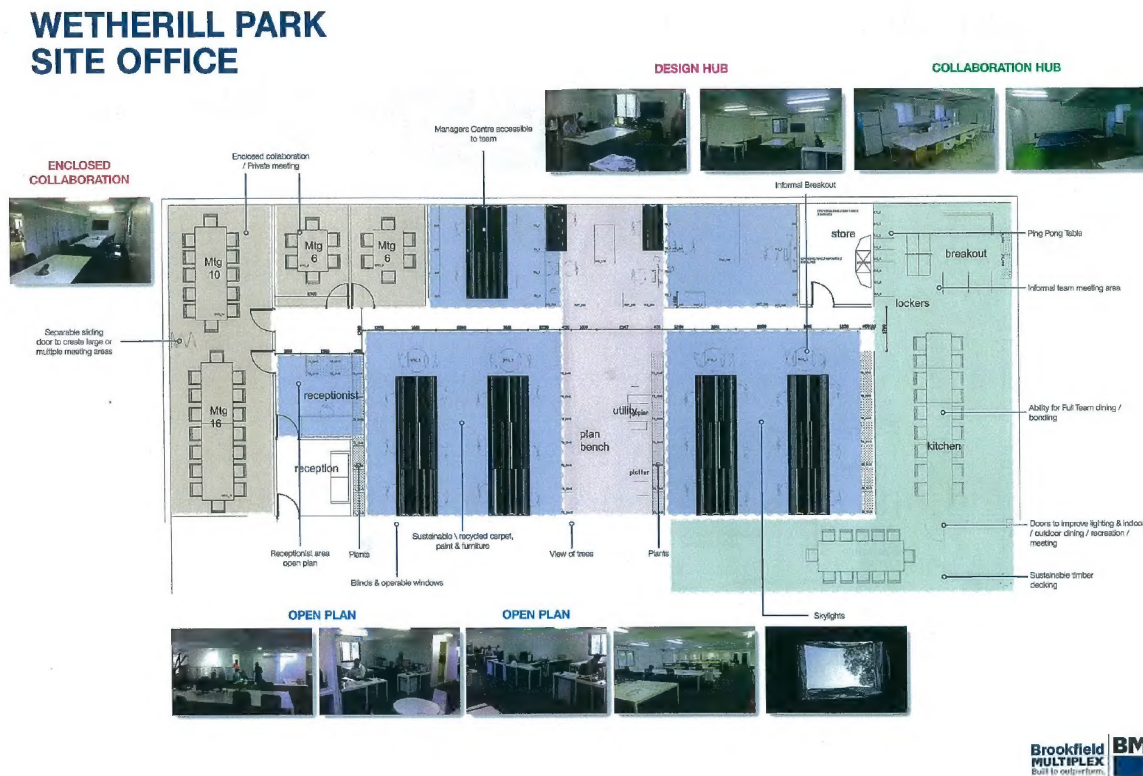 WETHERILL PARK
SITE OFFICE
DESIGN HUB
COLLABORATION HUB
Managers Centre accessible
to team
Enclosed collaboration
/ Private meeting
ENCLOSED
COLLABORATION
Informal Breakout
Mtg
10
Mtg
6
Mtg
6
store
Ping Pong Table
breakout
Informal team meeting area
lockers
Separable sliding
door to create large or
multiple meeting areas
receptionist
Mtg
16
utility
copier
plan
bench
Ability for Full Team dining /
bonding
kitchen
reception
plotter
Doors to improve lighting & indoor
/ outdoor dining / recreation /
meeting
Receptionist area
open plan
Plants
Sustainable \ recycled carpet,
paint & furniture
View of trees
Plants
Blinds & operable windows
Sustainable timber
decking
OPEN PLAN
OPEN PLAN
Skylights
Brookfield
MULTIPLEX
Built to outperform.
BM